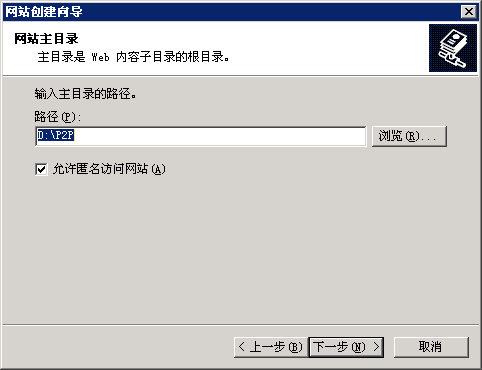 网站创建向导
网站主目录
主目录是 Web 内容子目录的根目录。
输入主目录的路径。
路径(P):
D:\P2P
浏览(R)...
允许匿名访问网站(A)
< 上一步(B)
下一步(N) >
取消